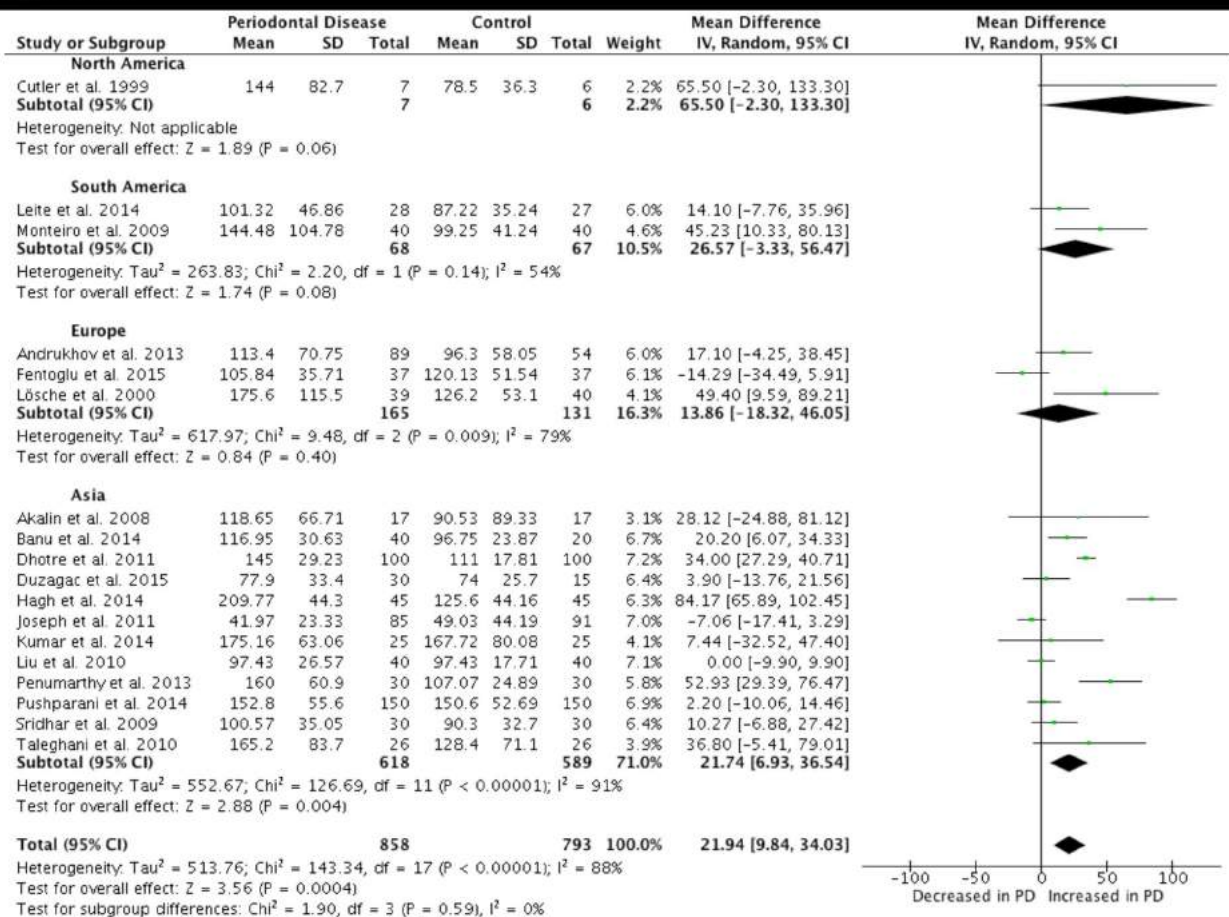 Periodontal Disease Control Mean Difference Mean Difference
Study or Subgroup Mean SD Total Mean SD Total Weight IV, Random, 95% CI IV, Random, 95% CI
North America
Cutler et al. 1999 144 82.7 7 78.5 36.3 6 2.2% 65.50 [-2.30, 133.30]
Subtotal (95% CI) 7 6 2.2% 65.50 [-2.30, 133.30]
Heterogeneity: Not applicable
Test for overall effect: Z = 1.89 (P = 0.06)
South America
Leite et al. 2014 101.32 46.86 28 87.22 35.24 27 6.0% 14.10 [-7.76, 35.96]
Monteiro et al. 2009 144.48 104.78 40 99.25 41.24 40 4.6% 45.23 [10.33, 80.13]
Subtotal (95% CI) 68 67 10.5% 26.57 [-3.33, 56.47]
Heterogeneity: Tau² = 263.83; Chi² = 2.20, df = 1 (P = 0.14); I² = 54%
Test for overall effect: Z = 1.74 (P = 0.08)
Europe
Andrukhov et al. 2013 113.4 70.75 89 96.3 58.05 54 6.0% 17.10 [-4.25, 38.45]
Fentoglu et al. 2015 105.84 35.71 37 120.13 51.54 37 6.1% -14.29 [-34.49, 5.91]
Lösche et al. 2000 175.6 115.5 39 126.2 53.1 40 4.1% 49.40 [9.59, 89.21]
Subtotal (95% CI) 165 131 16.3% 13.86 [-18.32, 46.05]
Heterogeneity: Tau² = 617.97; Chi² = 9.48, df = 2 (P = 0.009); I² = 79%
Test for overall effect: Z = 0.84 (P = 0.40)
Asia
Akalin et al. 2008 118.65 66.71 17 90.53 89.33 17 3.1% 28.12 [-24.88, 81.12]
Banu et al. 2014 116.95 30.63 40 96.75 23.87 20 6.7% 20.20 [6.07, 34.33]
Dhotre et al. 2011 145 29.23 100 111 17.81 100 7.2% 34.00 [27.29, 40.71]
Duzagac et al. 2015 77.9 33.4 30 74 25.7 15 6.4% 3.90 [-13.76, 21.56]
Hagh et al. 2014 209.77 44.3 45 125.6 44.16 45 6.3% 84.17 [65.89, 102.45]
Joseph et al. 2011 41.97 23.33 85 49.03 44.19 91 7.0% -7.06 [-17.41, 3.29]
Kumar et al. 2014 175.16 63.06 25 167.72 80.08 25 4.1% 7.44 [-32.52, 47.40]
Liu et al. 2010 97.43 26.57 40 97.43 17.71 40 7.1% 0.00 [-9.90, 9.90]
Penumarthy et al. 2013 160 60.9 30 107.07 24.89 30 5.8% 52.93 [29.39, 76.47]
Pushparani et al. 2014 152.8 55.6 150 150.6 52.69 150 6.9% 2.20 [-10.06, 14.46]
Sridhar et al. 2009 100.57 35.05 30 90.3 32.7 30 6.4% 10.27 [-6.88, 27.42]
Taleghani et al. 2010 165.2 83.7 26 128.4 71.1 26 3.9% 36.80 [-5.41, 79.01]
Subtotal (95% CI) 618 589 71.0% 21.74 [6.93, 36.54]
Heterogeneity: Tau² = 552.67; Chi² = 126.69, df = 11 (P < 0.00001); I² = 91%
Test for overall effect: Z = 2.88 (P = 0.004)
Total (95% CI) 858 793 100.0% 21.94 [9.84, 34.03]
Heterogeneity: Tau² = 513.76; Chi² = 143.34, df = 17 (P < 0.00001); I² = 88%
Test for overall effect: Z = 3.56 (P = 0.0004)
Test for subgroup differences: Chi² = 1.90, df = 3 (P = 0.59), I² = 0%
-100 -50 0 50 100
Decreased in PD Increased in PD